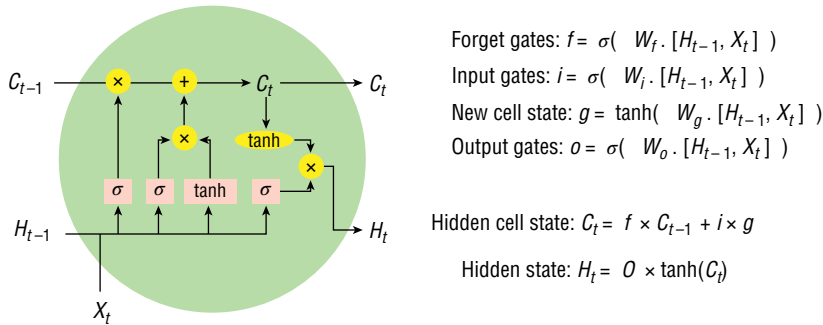 C_{t–1} × + C_t C_t
×
tanh
×
σ σ tanh σ
H_{t–1} H_t
X_t
Forget gates: f = σ( W_f . [H_{t–1}, X_t] )
Input gates: i = σ( W_i . [H_{t–1}, X_t] )
New cell state: g = tanh( W_g . [H_{t–1}, X_t] )
Output gates: o = σ( W_o . [H_{t–1}, X_t] )
Hidden cell state: C_t = f × C_{t–1} + i × g
Hidden state: H_t = O × tanh(C_t)